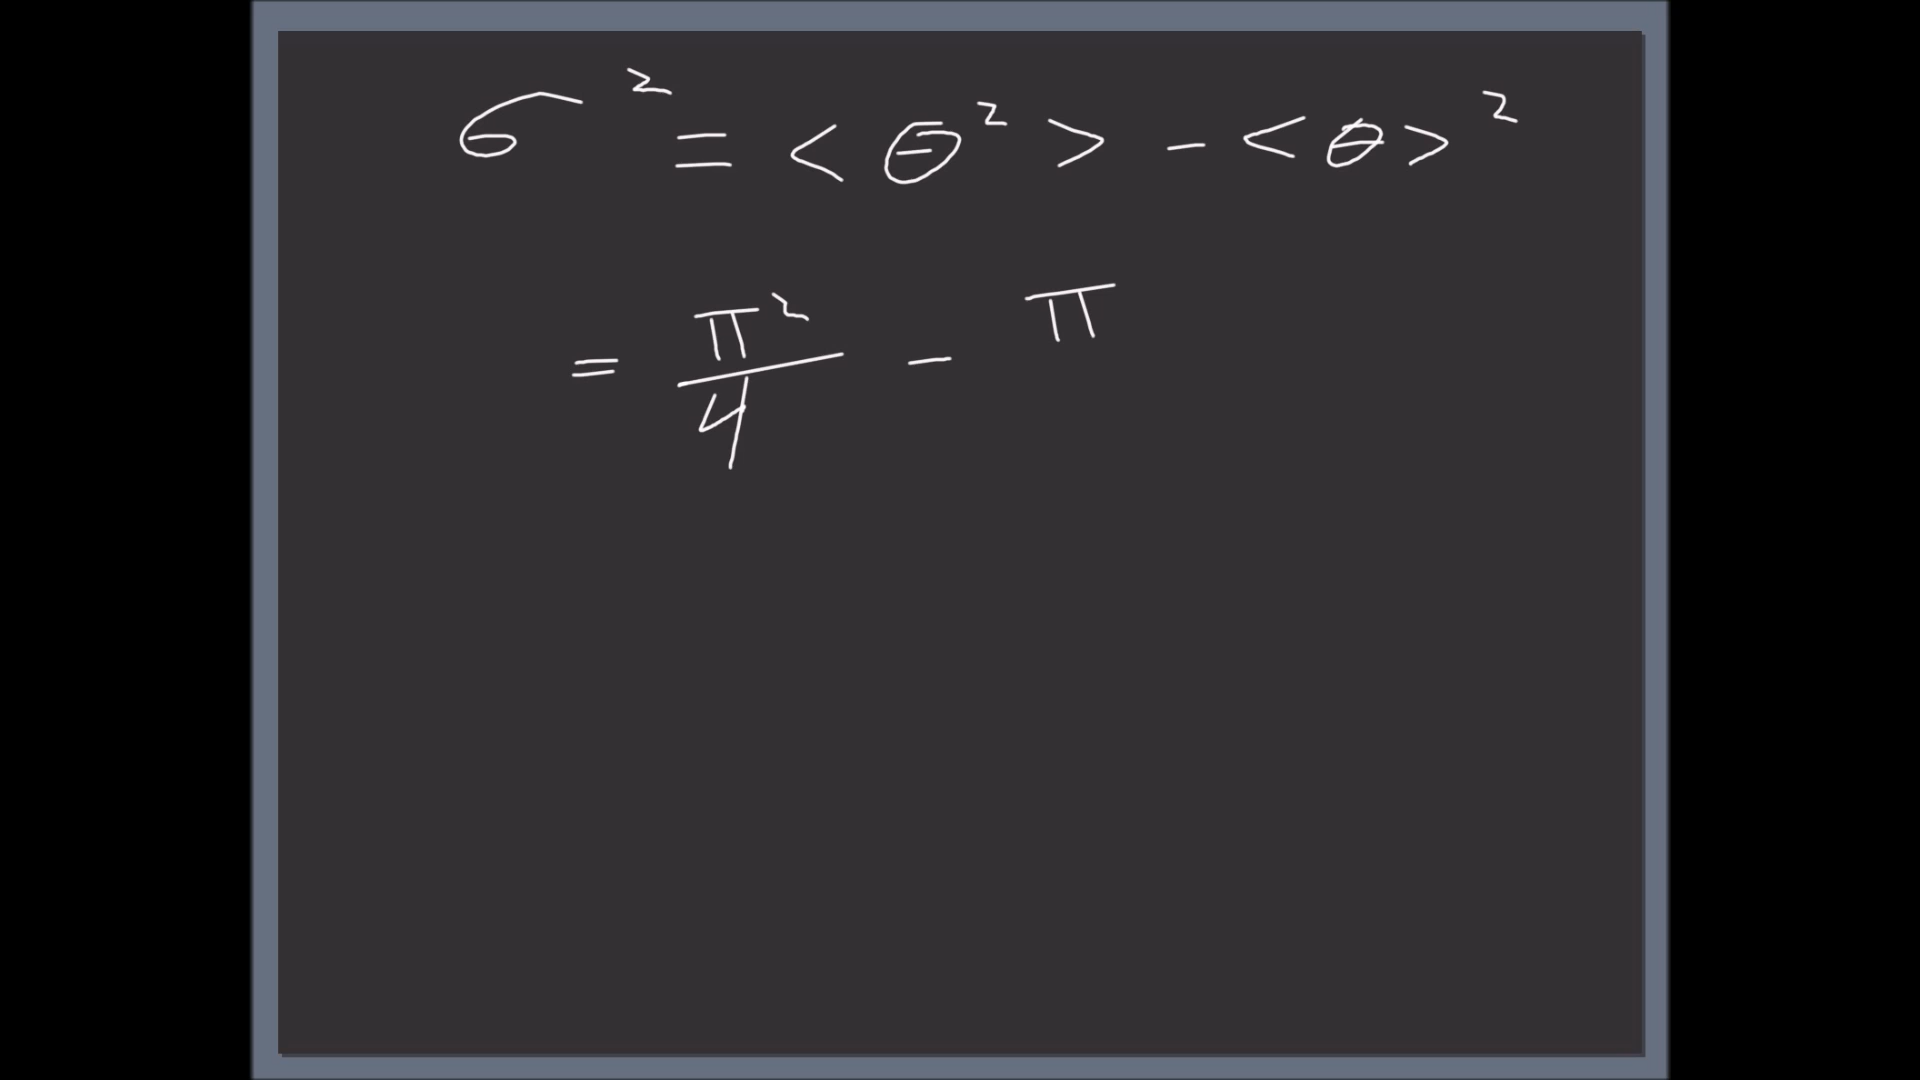 σ² = <θ²> - <θ>²
= π²/4 - π